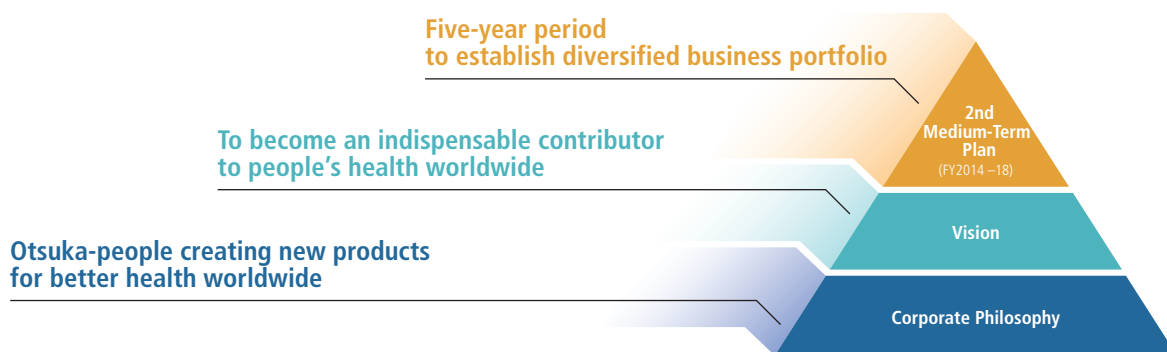 Five-year period
to establish diversified business portfolio
2nd
Medium-Term
Plan
(FY2014 –18)
To become an indispensable contributor
to people’s health worldwide
Vision
Otsuka-people creating new products
for better health worldwide
Corporate Philosophy